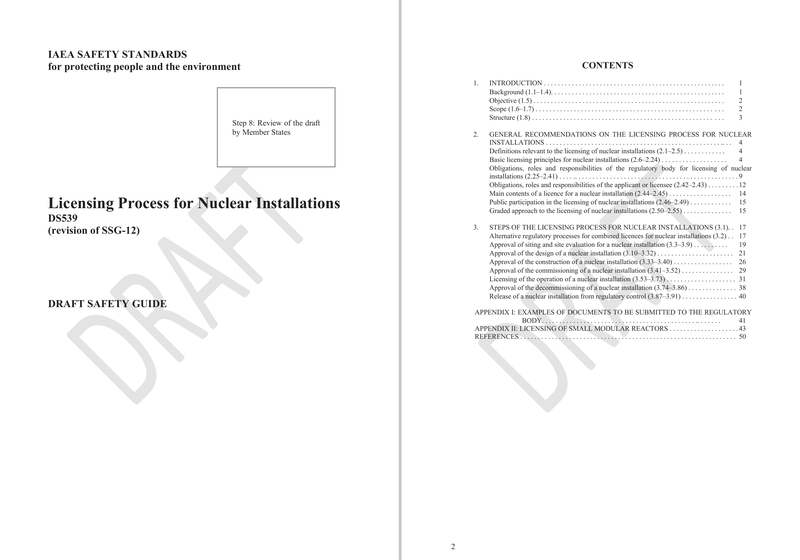 IAEA SAFETY STANDARDS
for protecting people and the environment
Step 8: Review of the draft
by Member States
Licensing Process for Nuclear Installations
DS539
(revision of SSG-12)
DRAFT SAFETY GUIDE
DRAFT
CONTENTS
1. INTRODUCTION . . . . . . . . . . 1
Background (1.1–1.4). . . . . . . . . . 1
Objective (1.5) . . . . . . . . . . 2
Scope (1.6–1.7) . . . . . . . . . . 2
Structure (1.8) . . . . . . . . . . 3
2. GENERAL RECOMMENDATIONS ON THE LICENSING PROCESS FOR NUCLEAR
INSTALLATIONS . . . . . . . . . . 4
Definitions relevant to the licensing of nuclear installations (2.1–2.5) . . . . . . . . . . 4
Basic licensing principles for nuclear installations (2.6–2.24) . . . . . . . . . . 4
Obligations, roles and responsibilities of the regulatory body for licensing of nuclear
installations (2.25–2.41) . . . . . . . . . . 9
Obligations, roles and responsibilities of the applicant or licensee (2.42–2.43) . . . . . . . . . 12
Main contents of a licence for a nuclear installation (2.44–2.45) . . . . . . . . . . 14
Public participation in the licensing of nuclear installations (2.46–2.49) . . . . . . . . . . 15
Graded approach to the licensing of nuclear installations (2.50–2.55) . . . . . . . . . . 15
3. STEPS OF THE LICENSING PROCESS FOR NUCLEAR INSTALLATIONS (3.1) . . 17
Alternative regulatory processes for combined licences for nuclear installations (3.2) . . 17
Approval of siting and site evaluation for a nuclear installation (3.3–3.9) . . . . . . . . . . 19
Approval of the design of a nuclear installation (3.10–3.32) . . . . . . . . . . 21
Approval of the construction of a nuclear installation (3.33–3.40) . . . . . . . . . . 26
Approval of the commissioning of a nuclear installation (3.41–3.52) . . . . . . . . . . 29
Licensing of the operation of a nuclear installation (3.53–3.73) . . . . . . . . . . 31
Approval of the decommissioning of a nuclear installation (3.74–3.86) . . . . . . . . . . 38
Release of a nuclear installation from regulatory control (3.87–3.91) . . . . . . . . . . 40
APPENDIX I: EXAMPLES OF DOCUMENTS TO BE SUBMITTED TO THE REGULATORY
BODY. . . . . . . . . . 41
APPENDIX II: LICENSING OF SMALL MODULAR REACTORS . . . . . . . . . . 43
REFERENCES . . . . . . . . . . 50
DRAFT
2